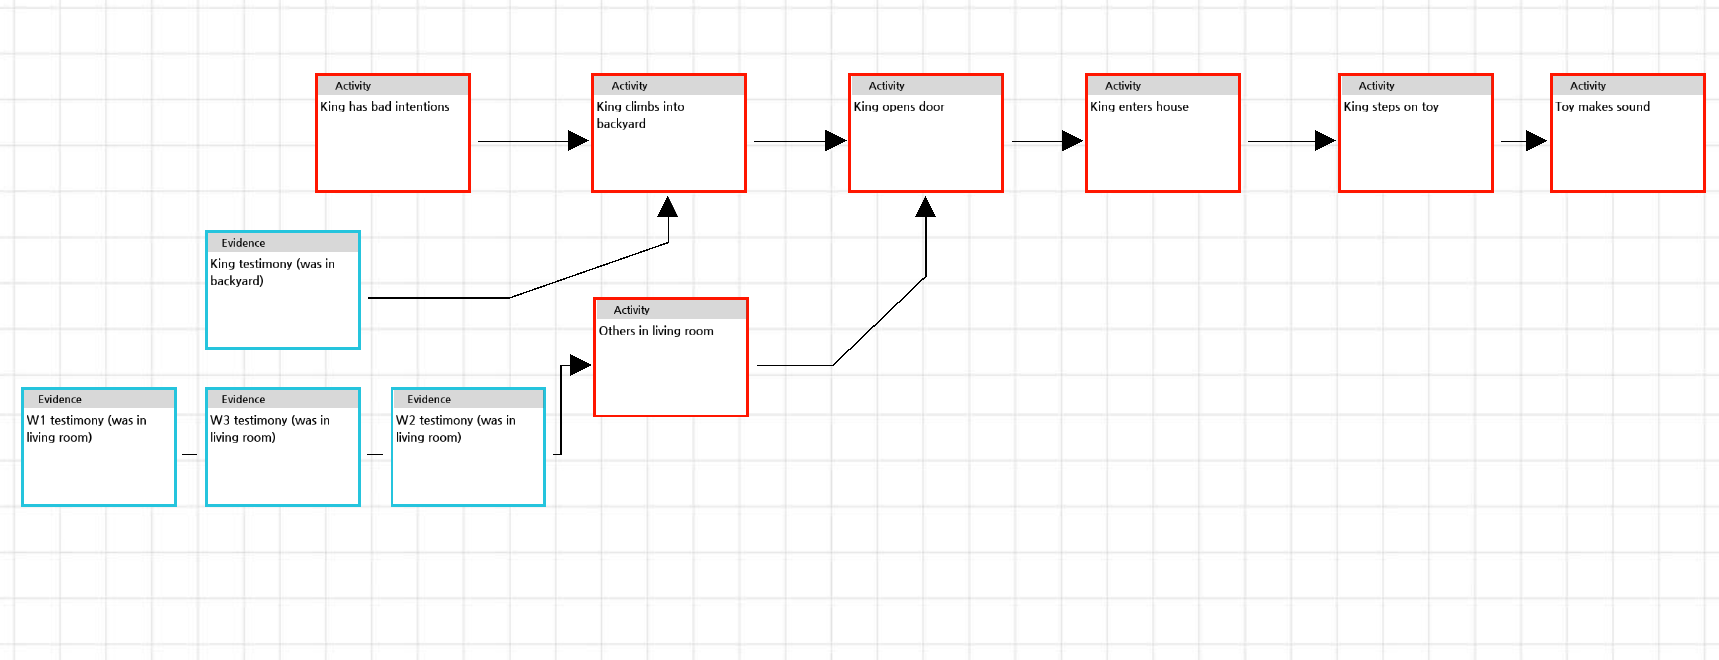 Activity
King has bad intentions
Activity
King climbs into
backyard
Activity
King opens door
Activity
King enters house
Activity
King steps on toy
Activity
Toy makes sound
Evidence
King testimony (was in
backyard)
Activity
Others in living room
Evidence
W1 testimony (was in
living room)
Evidence
W3 testimony (was in
living room)
Evidence
W2 testimony (was in
living room)